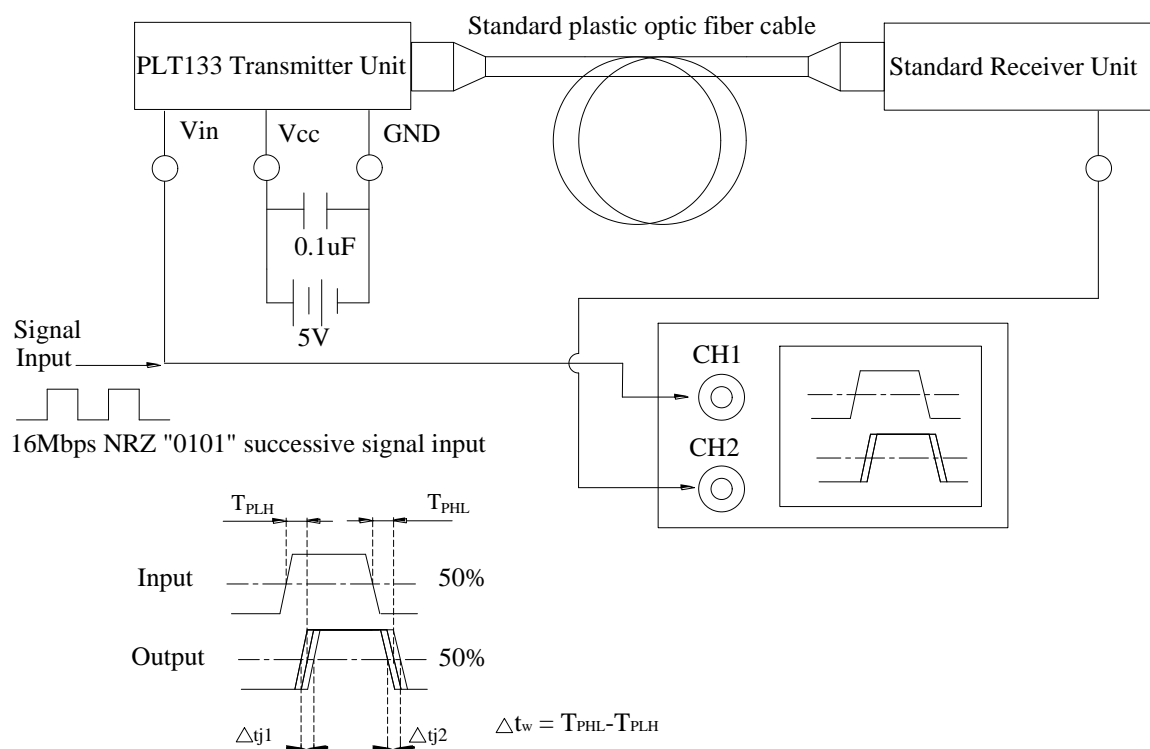 Standard plastic optic fiber cable
PLT133 Transmitter Unit
Standard Receiver Unit
Vin
Vcc
GND
0.1uF
5V
Signal
Input
16Mbps NRZ "0101" successive signal input
CH1
CH2
TPLH
TPHL
Input
50%
Output
50%
△tj1
△tj2
△tw = TPHL-TPLH